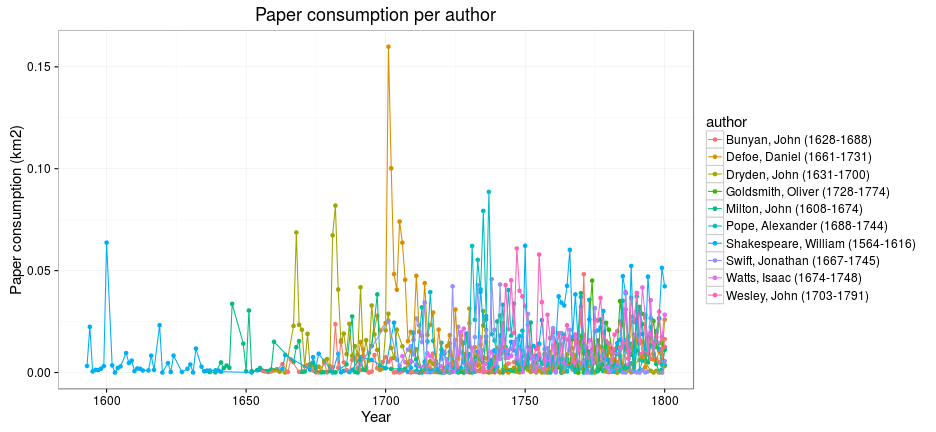 Paper consumption per author
Paper consumption (km2)
0.15
0.10
0.05
0.00
1600
1650
1700
1750
1800
Year
author
Bunyan, John (1628-1688)
Defoe, Daniel (1661-1731)
Dryden, John (1631-1700)
Goldsmith, Oliver (1728-1774)
Milton, John (1608-1674)
Pope, Alexander (1688-1744)
Shakespeare, William (1564-1616)
Swift, Jonathan (1667-1745)
Watts, Isaac (1674-1748)
Wesley, John (1703-1791)